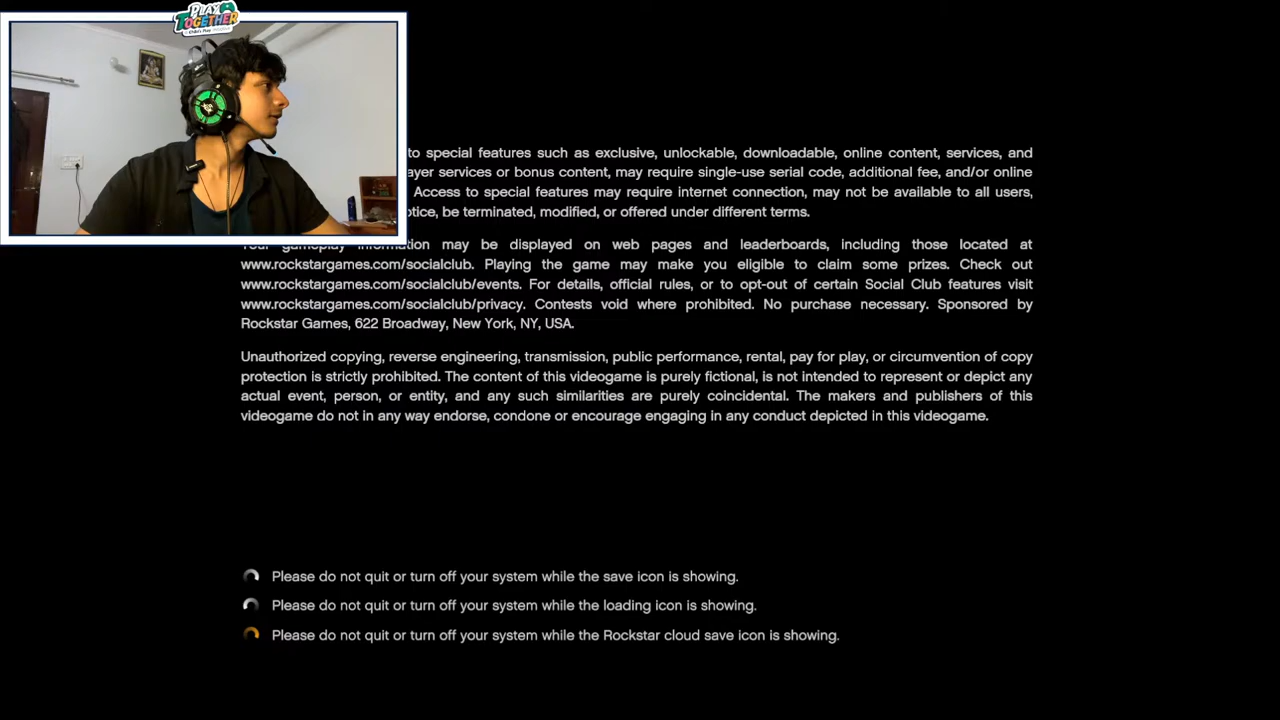 PLAY
TOGETHER
to special features such as exclusive, unlockable, downloadable, online content, services, and
ayer services or bonus content, may require single-use serial code, additional fee, and/or online
Access to special features may require internet connection, may not be available to all users,
otice, be terminated, modified, or offered under different terms.
Your gameplay information may be displayed on web pages and leaderboards, including those located at
www.rockstargames.com/socialclub. Playing the game may make you eligible to claim some prizes. Check out
www.rockstargames.com/socialclub/events. For details, official rules, or to opt-out of certain Social Club features visit
www.rockstargames.com/socialclub/privacy. Contests void where prohibited. No purchase necessary. Sponsored by
Rockstar Games, 622 Broadway, New York, NY, USA.
Unauthorized copying, reverse engineering, transmission, public performance, rental, pay for play, or circumvention of copy
protection is strictly prohibited. The content of this videogame is purely fictional, is not intended to represent or depict any
actual event, person, or entity, and any such similarities are purely coincidental. The makers and publishers of this
videogame do not in any way endorse, condone or encourage engaging in any conduct depicted in this videogame.
Please do not quit or turn off your system while the save icon is showing.
Please do not quit or turn off your system while the loading icon is showing.
Please do not quit or turn off your system while the Rockstar cloud save icon is showing.